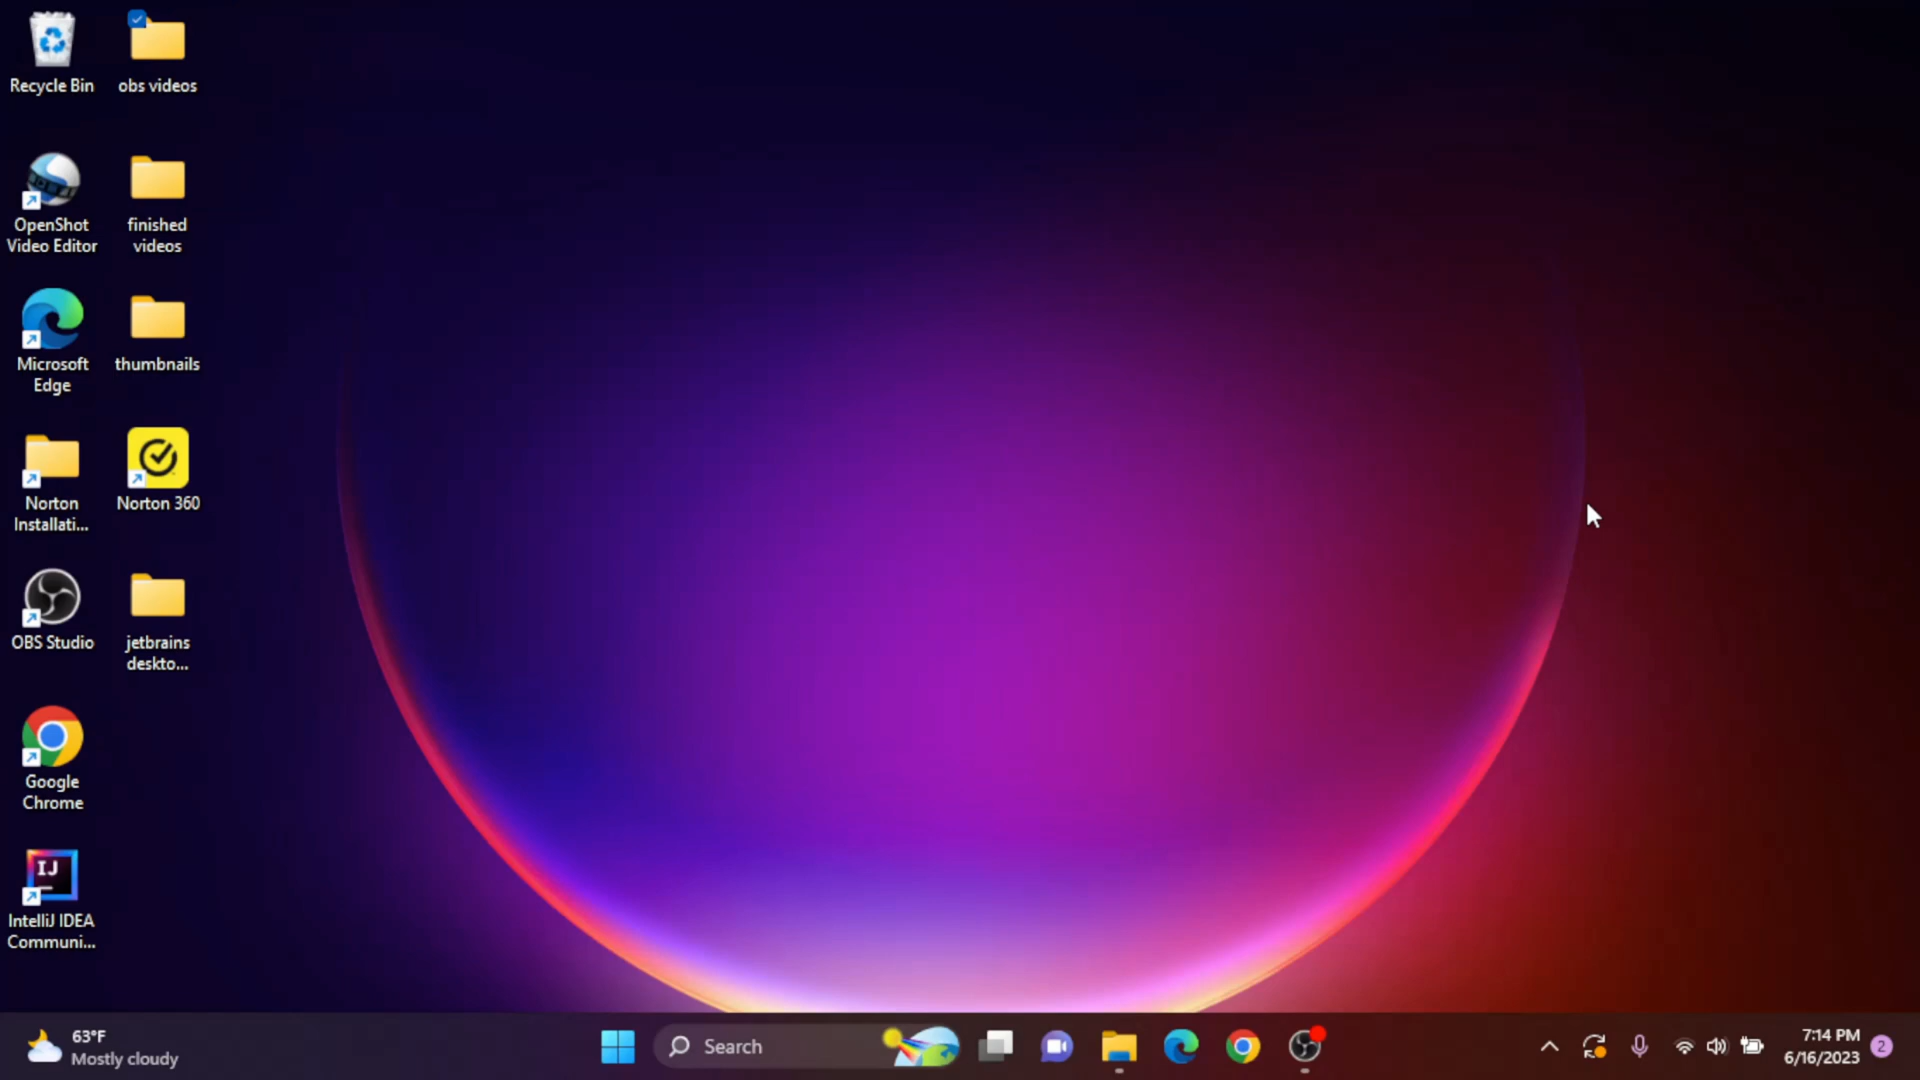 Recycle Bin
obs videos
OpenShot
Video Editor
finished
videos
Microsoft
Edge
thumbnails
Norton
Installati...
Norton 360
OBS Studio
jetbrains
deskto...
Google
Chrome
IJ
IntelliJ IDEA
Communi...
63°F
Mostly cloudy
Search
7:14 PM
6/16/2023
2